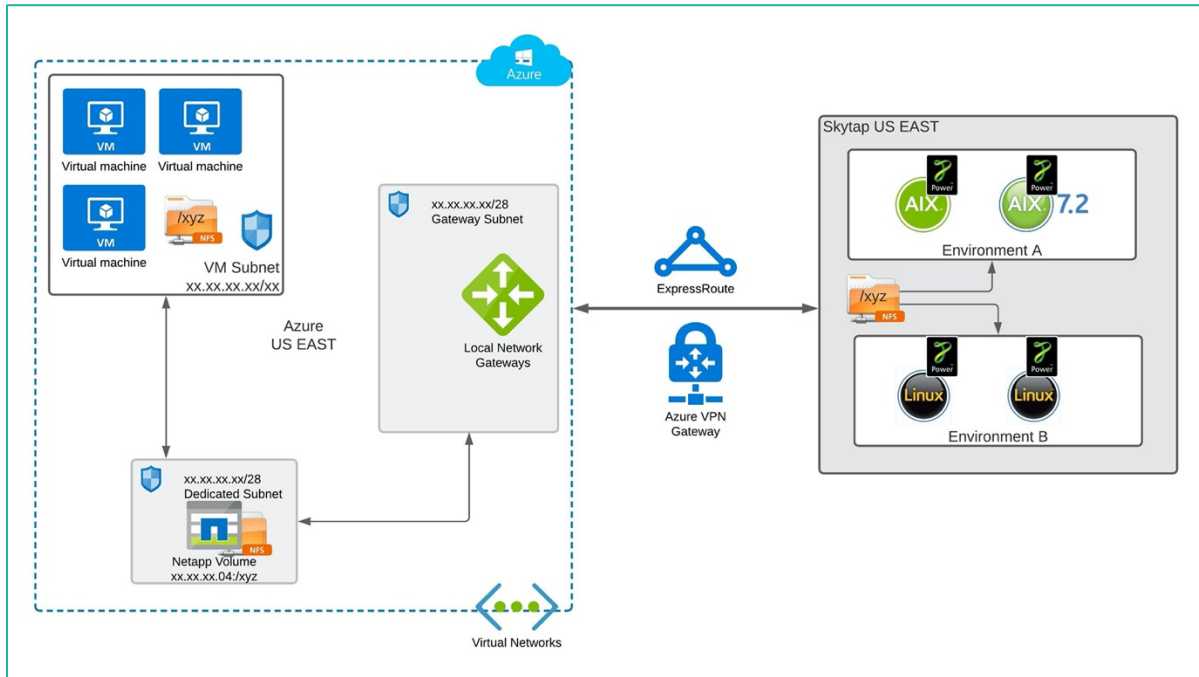 Azure
VM
VM
Virtual machine
Virtual machine
VM
Virtual machine
/xyz
NFS
VM Subnet
xx.xx.xx.xx/xx
Azure
US EAST
xx.xx.xx.xx/28
Gateway Subnet
Local Network
Gateways
xx.xx.xx.xx/28
Dedicated Subnet
NFS
Netapp Volume
xx.xx.xx.04:/xyz
Virtual Networks
ExpressRoute
Azure VPN
Gateway
Skytap US EAST
Power
Power
AIX
AIX 7.2
Environment A
/xyz
NFS
Power
Power
Linux
Linux
Environment B